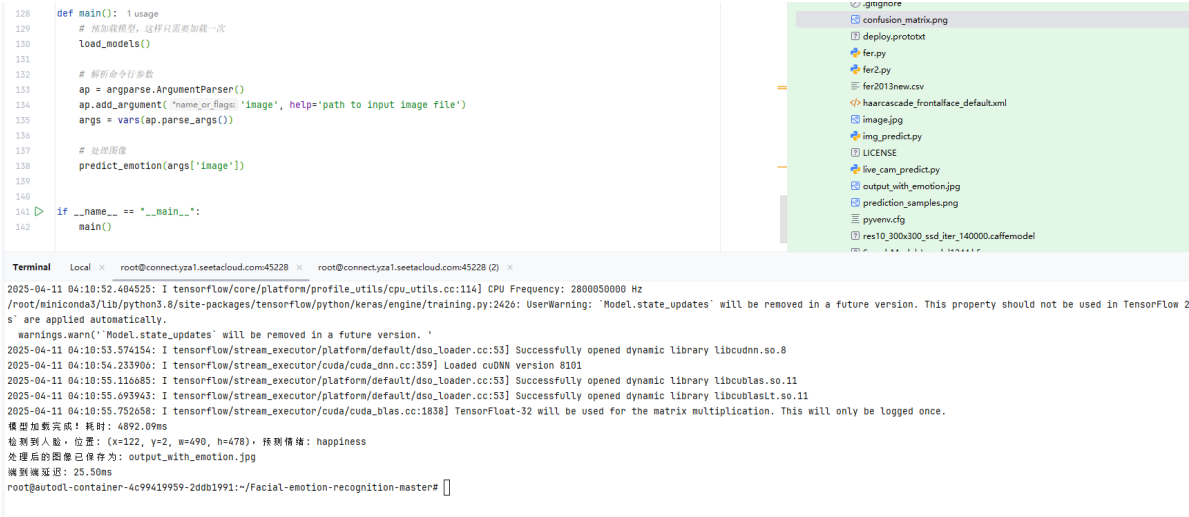 128 def main(): 1 usage
129 # 预加载模型，这样只需要加载一次
130 load_models()
131
132 # 解析命令行参数
133 ap = argparse.ArgumentParser()
134 ap.add_argument( "name_or_flags: 'image', help='path to input image file')
135 args = vars(ap.parse_args())
136
137 # 处理图像
138 predict_emotion(args['image'])
139
140
141 if __name__ == "__main__":
142 main()
.gitignore
confusion_matrix.png
deploy.prototxt
fer.py
fer2.py
fer2013new.csv
haarcascade_frontalface_default.xml
image.jpg
img_predict.py
LICENSE
live_cam_predict.py
output_with_emotion.jpg
prediction_samples.png
pyvenv.cfg
res10_300x300_ssd_iter_140000.caffemodel
Terminal Local × root@connect.yza1.seetacloud.com:45228 × root@connect.yza1.seetacloud.com:45228 (2) ×
2025-04-11 04:10:52.404525: I tensorflow/core/platform/profile_utils/cpu_utils.cc:114] CPU Frequency: 2800050000 Hz
/root/miniconda3/lib/python3.8/site-packages/tensorflow/python/keras/engine/training.py:2426: UserWarning: `Model.state_updates` will be removed in a future version. This property should not be used in TensorFlow 2
s` are applied automatically.
warnings.warn('`Model.state_updates` will be removed in a future version. '
2025-04-11 04:10:53.574154: I tensorflow/stream_executor/platform/default/dso_loader.cc:53] Successfully opened dynamic library libcudnn.so.8
2025-04-11 04:10:54.233906: I tensorflow/stream_executor/cuda/cuda_dnn.cc:359] Loaded cuDNN version 8101
2025-04-11 04:10:55.116685: I tensorflow/stream_executor/platform/default/dso_loader.cc:53] Successfully opened dynamic library libcublas.so.11
2025-04-11 04:10:55.693943: I tensorflow/stream_executor/platform/default/dso_loader.cc:53] Successfully opened dynamic library libcublasLt.so.11
2025-04-11 04:10:55.752658: I tensorflow/stream_executor/cuda/cuda_blas.cc:1838] TensorFloat-32 will be used for the matrix multiplication. This will only be logged once.
模型加载完成！耗时: 4892.09ms
检测到人脸，位置: (x=122, y=2, w=490, h=478)，预测情绪: happiness
处理后的图像已保存为: output_with_emotion.jpg
端到端延迟: 25.50ms
root@autodl-container-4c99419959-2ddb1991:~/Facial-emotion-recognition-master#